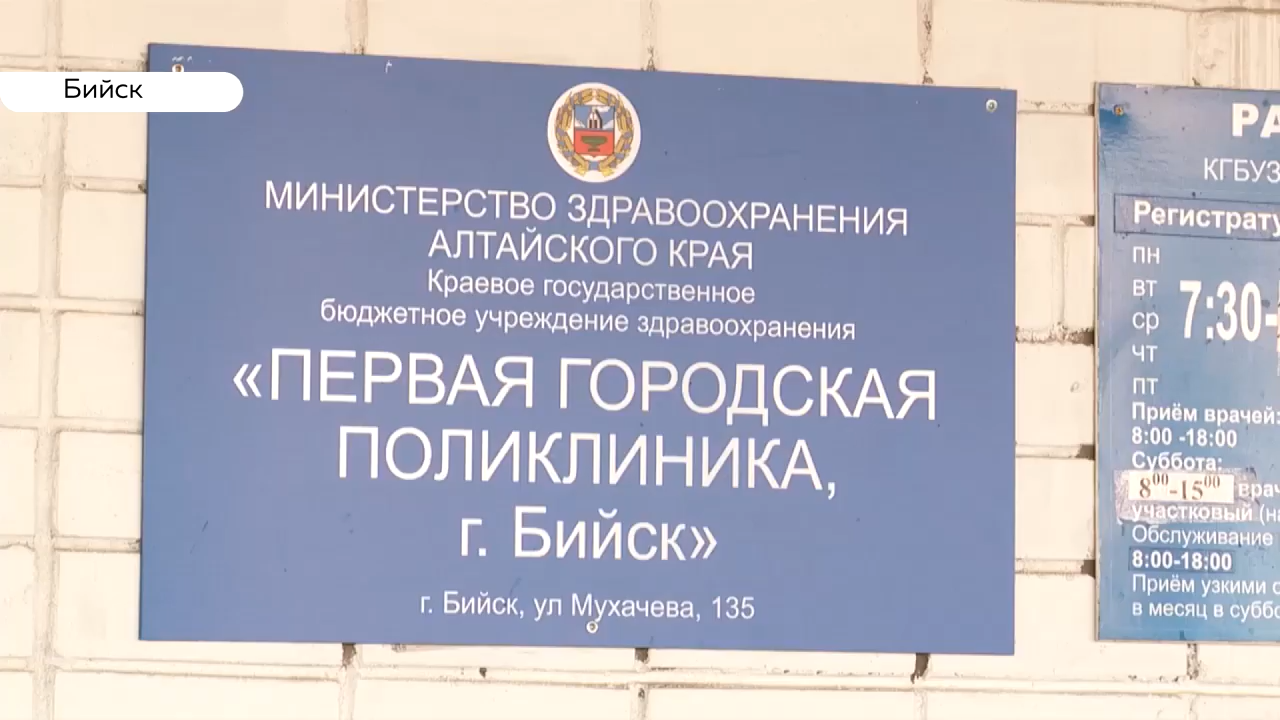 Бийск
МИНИСТЕРСТВО ЗДРАВООХРАНЕНИЯ
АЛТАЙСКОГО КРАЯ
Краевое государственное
бюджетное учреждение здравоохранения
«ПЕРВАЯ ГОРОДСКАЯ
ПОЛИКЛИНИКА,
г. Бийск»
г. Бийск, ул Мухачева, 135
КГБУЗ
Регистрату
пн
вт
ср
чт
пт
7:30-
Приём врачей:
8:00 -18:00
Суббота:
8⁰⁰-15⁰⁰ врач
участковый (на
Обслуживание
8:00-18:00
Приём узкими с
в месяц в суббо